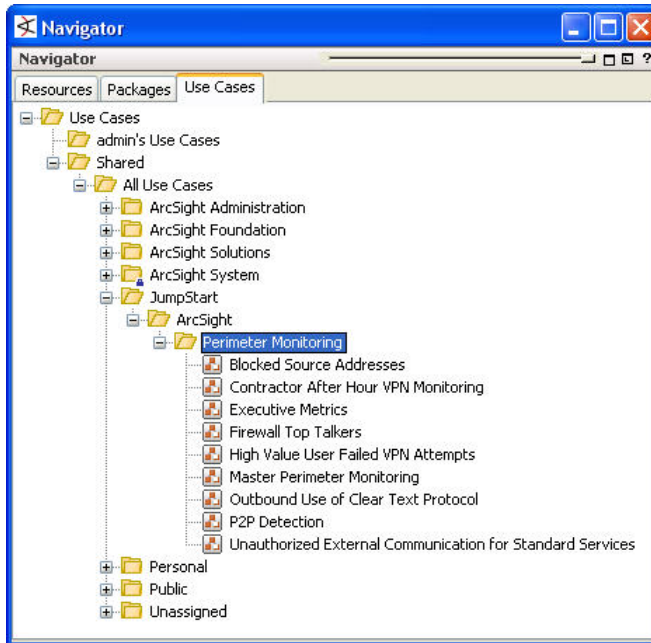 Navigator
Navigator ?
Resources Packages Use Cases
Use Cases
admin's Use Cases
Shared
All Use Cases
ArcSight Administration
ArcSight Foundation
ArcSight Solutions
ArcSight System
JumpStart
ArcSight
Perimeter Monitoring
Blocked Source Addresses
Contractor After Hour VPN Monitoring
Executive Metrics
Firewall Top Talkers
High Value User Failed VPN Attempts
Master Perimeter Monitoring
Outbound Use of Clear Text Protocol
P2P Detection
Unauthorized External Communication for Standard Services
Personal
Public
Unassigned